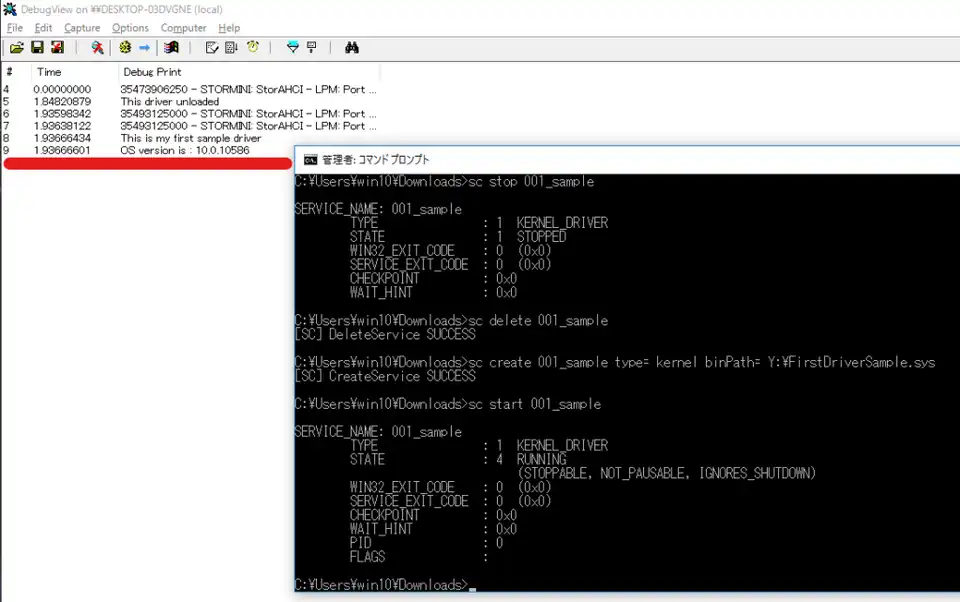 DebugView on ¥¥DESKTOP-03DVGNE (local)
File Edit Capture Options Computer Help
# Time Debug Print
4 0.00000000 35473906250 - STORMINI: StorAHCI - LPM: Port ...
5 1.84820879 This driver unloaded
6 1.93598342 35493125000 - STORMINI: StorAHCI - LPM: Port ...
7 1.93638122 35493125000 - STORMINI: StorAHCI - LPM: Port ...
8 1.93666434 This is my first sample driver
9 1.93666601 OS version is : 10.0.10586
管理者: コマンド プロンプト
C:¥Users¥win10¥Downloads>sc stop 001_sample
SERVICE_NAME: 001_sample
TYPE : 1 KERNEL_DRIVER
STATE : 1 STOPPED
WIN32_EXIT_CODE : 0 (0x0)
SERVICE_EXIT_CODE : 0 (0x0)
CHECKPOINT : 0x0
WAIT_HINT : 0x0
C:¥Users¥win10¥Downloads>sc delete 001_sample
[SC] DeleteService SUCCESS
C:¥Users¥win10¥Downloads>sc create 001_sample type= kernel binPath= Y:¥FirstDriverSample.sys
[SC] CreateService SUCCESS
C:¥Users¥win10¥Downloads>sc start 001_sample
SERVICE_NAME: 001_sample
TYPE : 1 KERNEL_DRIVER
STATE : 4 RUNNING
(STOPPABLE, NOT_PAUSABLE, IGNORES_SHUTDOWN)
WIN32_EXIT_CODE : 0 (0x0)
SERVICE_EXIT_CODE : 0 (0x0)
CHECKPOINT : 0x0
WAIT_HINT : 0x0
PID : 0
FLAGS :
C:¥Users¥win10¥Downloads>_